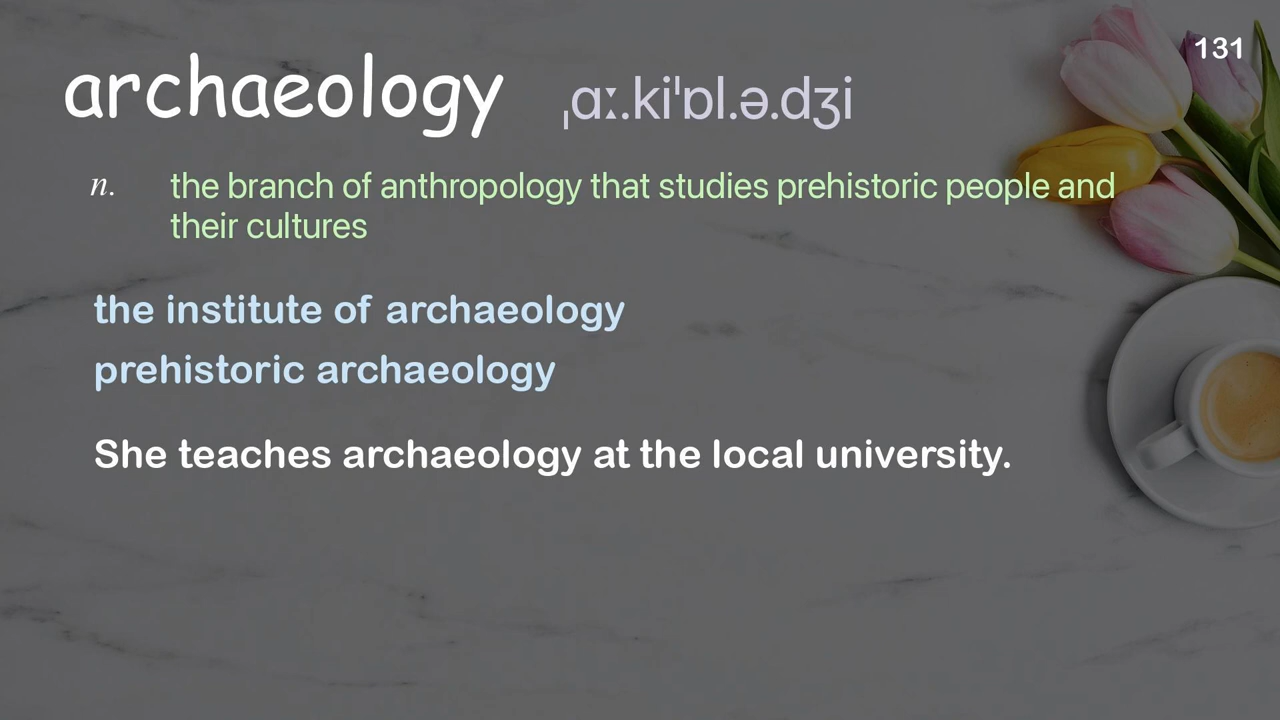 131
archaeology ˌɑː.kiˈɒl.ə.dʒi
n. the branch of anthropology that studies prehistoric people and
their cultures
the institute of archaeology
prehistoric archaeology
She teaches archaeology at the local university.